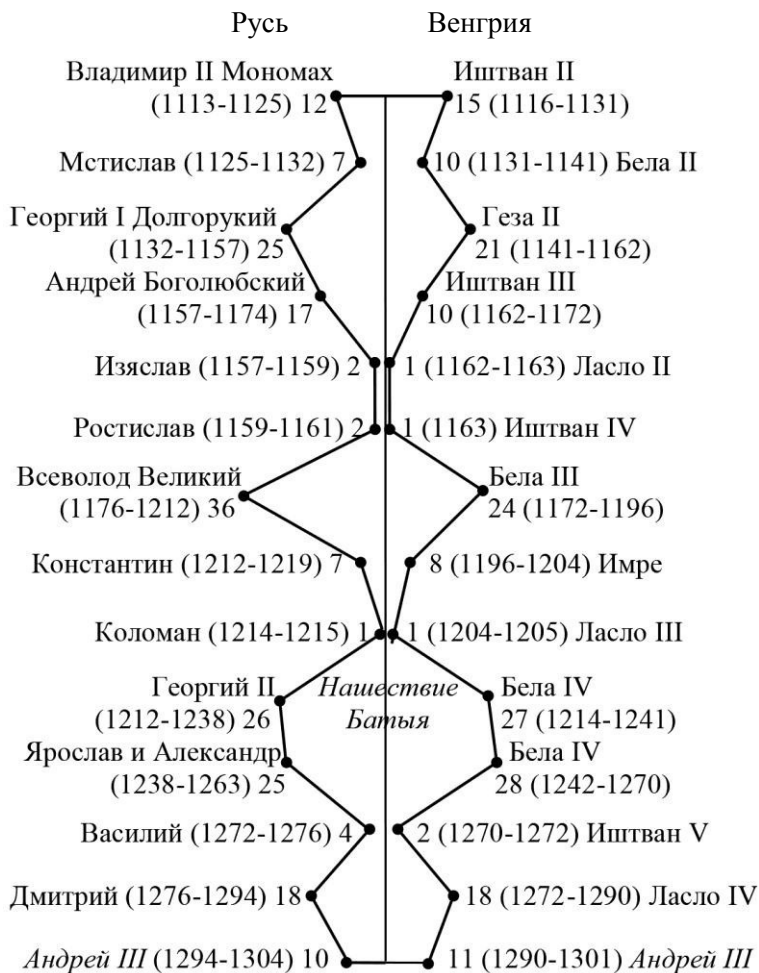 Русь Венгрия
Владимир II Мономах Иштван II
(1113-1125) 12 15 (1116-1131)
Мстислав (1125-1132) 7 10 (1131-1141) Бела II
Георгий I Долгорукий Геза II
(1132-1157) 25 21 (1141-1162)
Андрей Боголюбский Иштван III
(1157-1174) 17 10 (1162-1172)
Изяслав (1157-1159) 2 1 (1162-1163) Ласло II
Ростислав (1159-1161) 2 1 (1163) Иштван IV
Всеволод Великий Бела III
(1176-1212) 36 24 (1172-1196)
Константин (1212-1219) 7 8 (1196-1204) Имре
Коломан (1214-1215) 1 1 (1204-1205) Ласло III
Георгий II Нашествие Бела IV
(1212-1238) 26 Батыя 27 (1214-1241)
Ярослав и Александр Бела IV
(1238-1263) 25 28 (1242-1270)
Василий (1272-1276) 4 2 (1270-1272) Иштван V
Дмитрий (1276-1294) 18 18 (1272-1290) Ласло IV
Андрей III (1294-1304) 10 11 (1290-1301) Андрей III